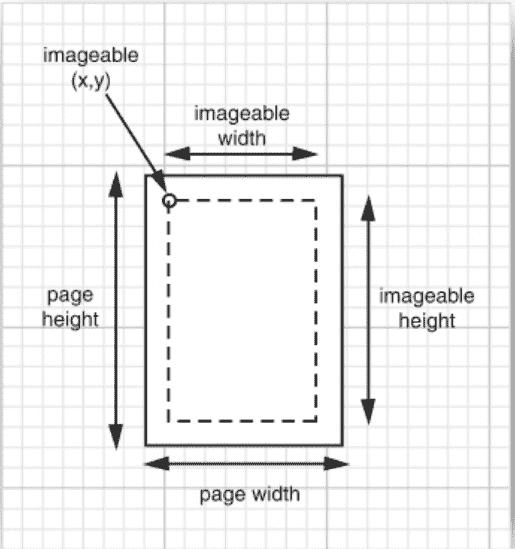 imageable
(x,y)
imageable
width
page
height
imageable
height
page width